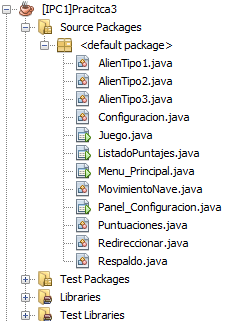 [IPC1]Pracitca3
Source Packages
<default package>
AlienTipo1.java
AlienTipo2.java
AlienTipo3.java
Configuracion.java
Juego.java
ListadoPuntajes.java
Menu_Principal.java
MovimientoNave.java
Panel_Configuracion.java
Puntuaciones.java
Redireccionar.java
Respaldo.java
Test Packages
Libraries
Test Libraries